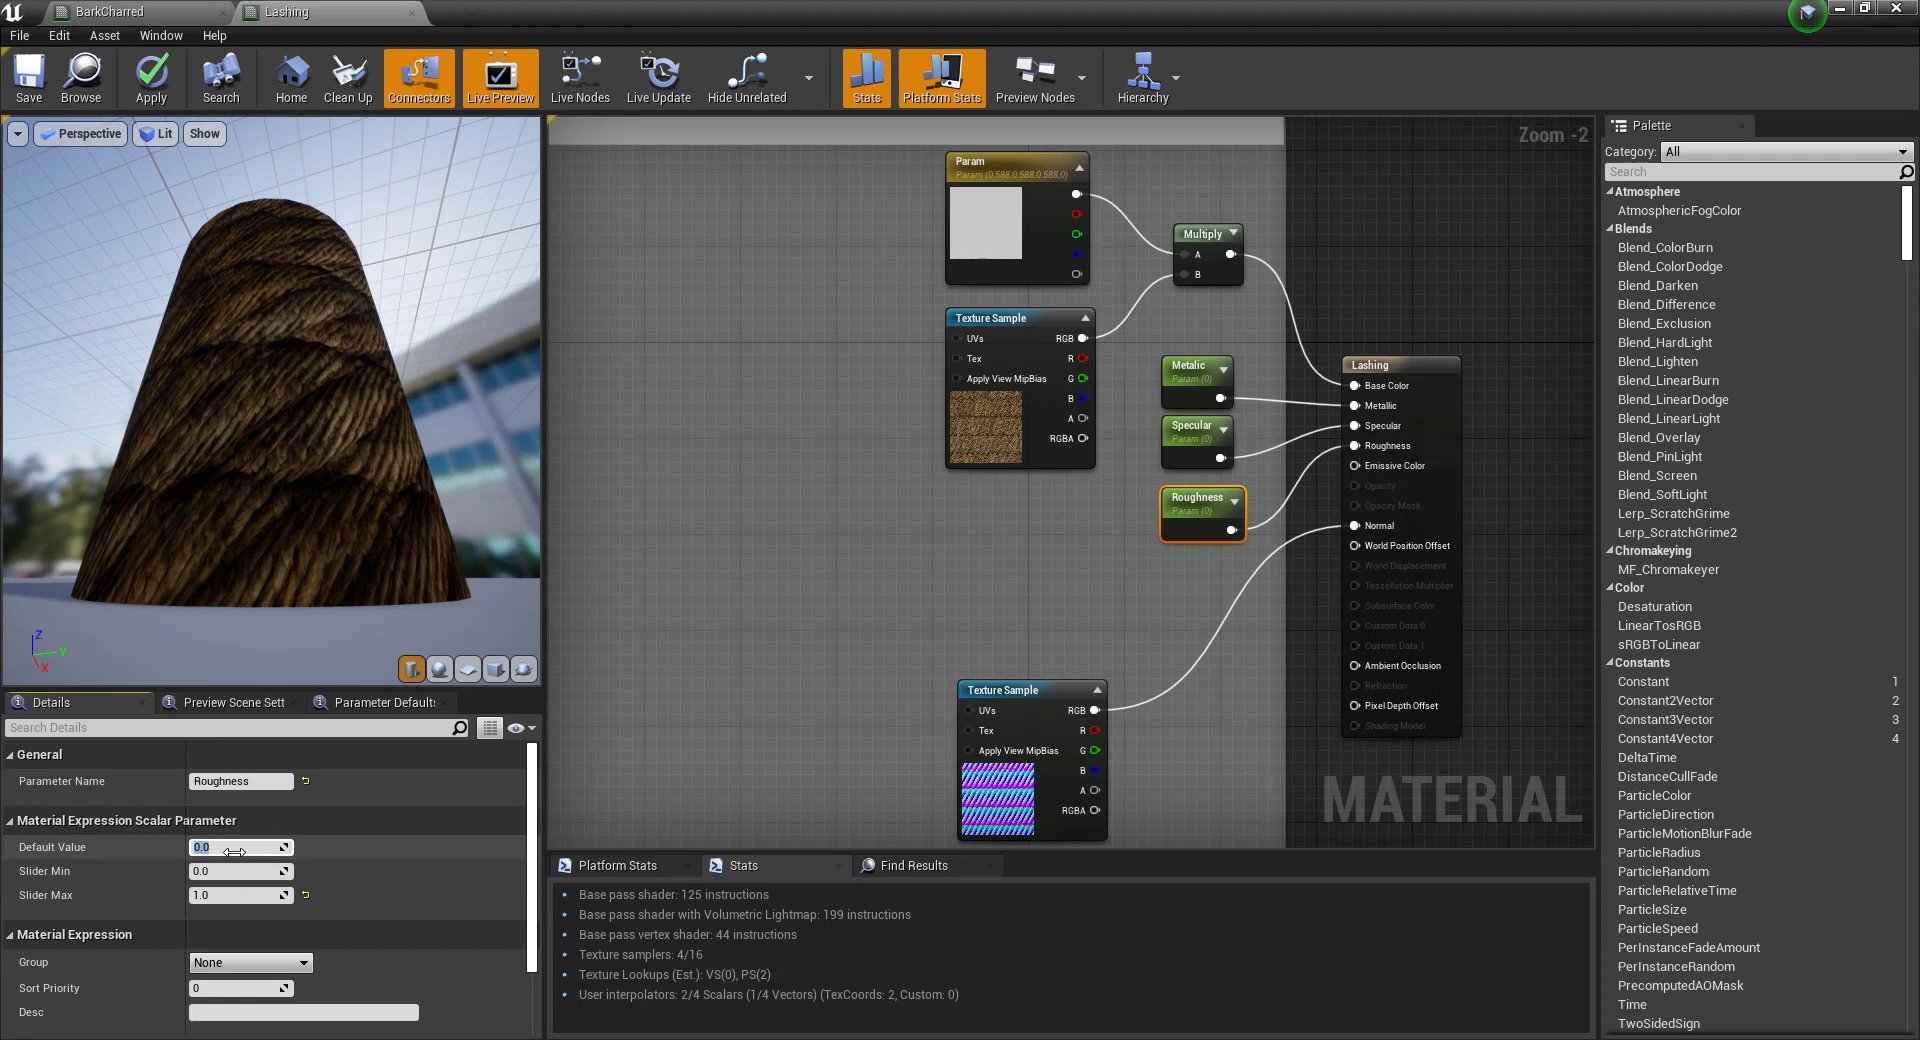 BarkCharred
Lashing
File Edit Asset Window Help
Save Browse Apply Search Home Clean Up Connectors Live Preview Live Nodes Live Update Hide Unrelated Stats Platform Stats Preview Nodes Hierarchy
Perspective Lit Show
Z
Y
X
Zoom -2
Param
Param (0.588,0.588,0.588,0)
Multiply
A
B
Texture Sample
UVs RGB
Tex R
Apply View MipBias G
B
A
RGBA
Metalic
Param (0)
Specular
Param (0)
Roughness
Param (0)
Lashing
Base Color
Metallic
Specular
Roughness
Emissive Color
Opacity
Opacity Mask
Normal
World Position Offset
World Displacement
Tessellation Multiplier
Subsurface Color
Custom Data 0
Custom Data 1
Ambient Occlusion
Refraction
Pixel Depth Offset
Shading Model
Texture Sample
UVs RGB
Tex R
Apply View MipBias G
B
A
RGBA
MATERIAL
Details Preview Scene Sett Parameter Default
Search Details
General
Parameter Name Roughness
Material Expression Scalar Parameter
Default Value 0.0
Slider Min 0.0
Slider Max 1.0
Material Expression
Group None
Sort Priority 0
Desc
Platform Stats Stats Find Results
Base pass shader: 125 instructions
Base pass shader with Volumetric Lightmap: 199 instructions
Base pass vertex shader: 44 instructions
Texture samplers: 4/16
Texture Lookups (Est.): VS(0), PS(2)
User interpolators: 2/4 Scalars (1/4 Vectors) (TexCoords: 2, Custom: 0)
Palette
Category: All
Search
Atmosphere
AtmosphericFogColor
Blends
Blend_ColorBurn
Blend_ColorDodge
Blend_Darken
Blend_Difference
Blend_Exclusion
Blend_HardLight
Blend_Lighten
Blend_LinearBurn
Blend_LinearDodge
Blend_LinearLight
Blend_Overlay
Blend_PinLight
Blend_Screen
Blend_SoftLight
Lerp_ScratchGrime
Lerp_ScratchGrime2
Chromakeying
MF_Chromakeyer
Color
Desaturation
LinearTosRGB
sRGBToLinear
Constants
Constant 1
Constant2Vector 2
Constant3Vector 3
Constant4Vector 4
DeltaTime
DistanceCullFade
ParticleColor
ParticleDirection
ParticleMotionBlurFade
ParticleRadius
ParticleRandom
ParticleRelativeTime
ParticleSize
ParticleSpeed
PerInstanceFadeAmount
PerInstanceRandom
PrecomputedAOMask
Time
TwoSidedSign